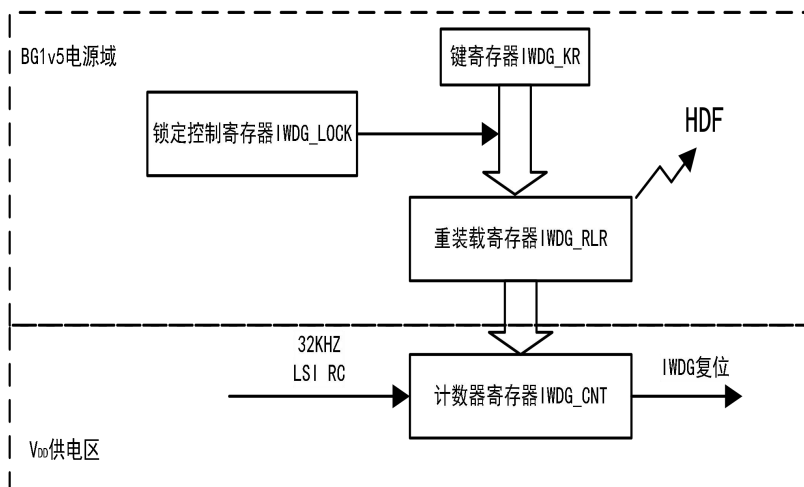 BG1v5电源域
键寄存器IWDG_KR
锁定控制寄存器IWDG_LOCK
HDF
重装载寄存器IWDG_RLR
32KHZ
LSI RC
计数器寄存器IWDG_CNT
IWDG复位
VDD供电区